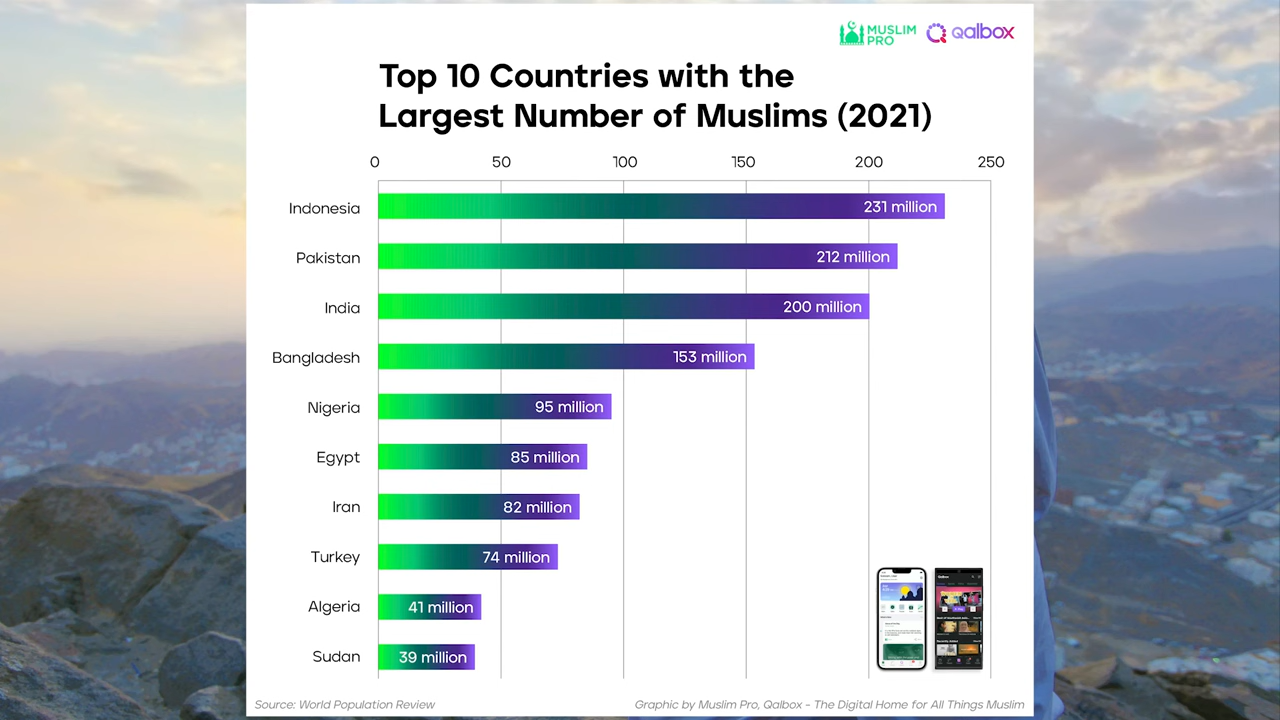 MUSLIM
PRO
Qalbox
Top 10 Countries with the
Largest Number of Muslims (2021)
0 50 100 150 200 250
Indonesia 231 million
Pakistan 212 million
India 200 million
Bangladesh 153 million
Nigeria 95 million
Egypt 85 million
Iran 82 million
Turkey 74 million
Algeria 41 million
Sudan 39 million
Qalbox
Source: World Population Review
Graphic by Muslim Pro, Qalbox - The Digital Home for All Things Muslim